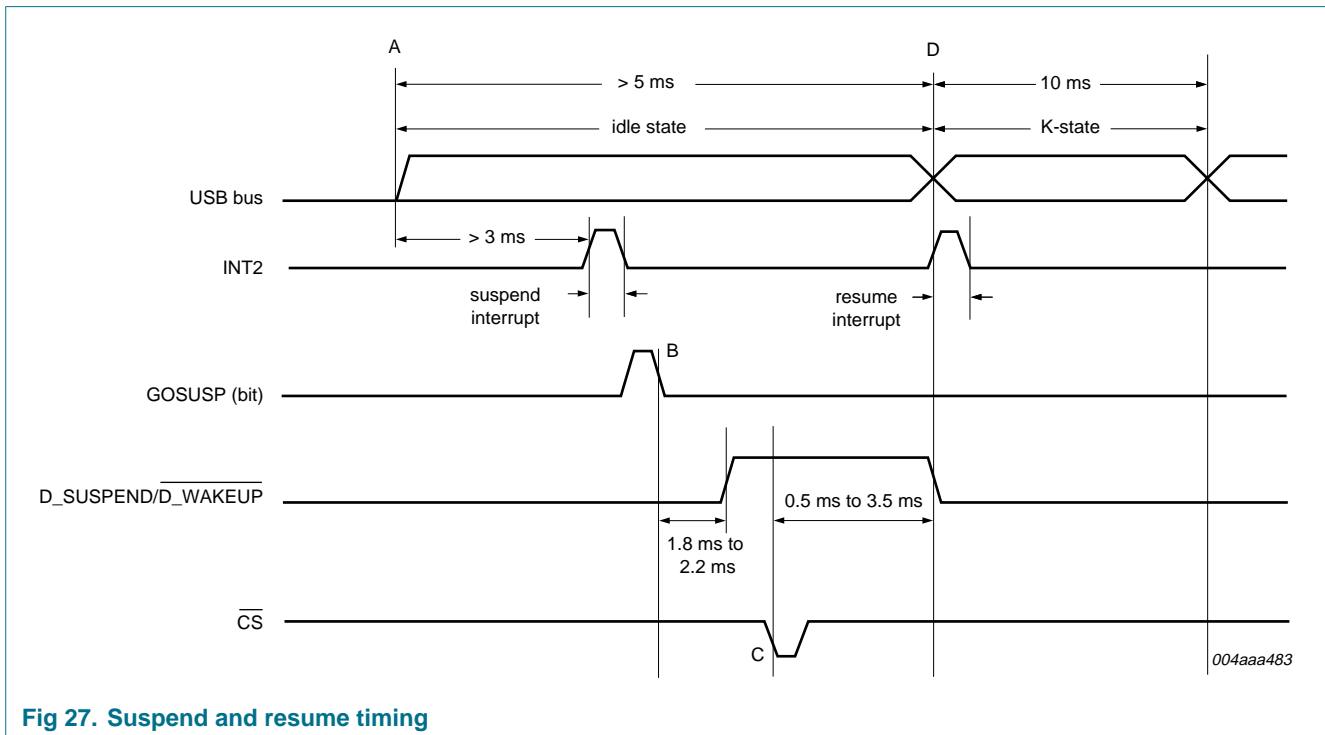 A
D
> 5 ms
10 ms
idle state
K-state
USB bus
> 3 ms
INT2
suspend
interrupt
resume
interrupt
B
GOSUSP (bit)
D_SUSPEND/D_WAKEUP
0.5 ms to 3.5 ms
1.8 ms to
2.2 ms
CS
C
004aaa483
Fig 27. Suspend and resume timing